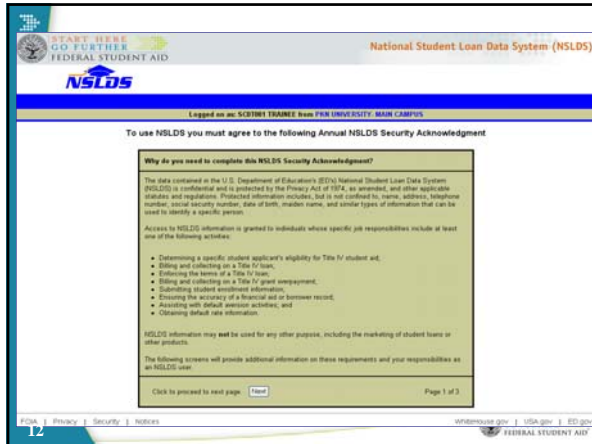 START HERE
GO FURTHER
FEDERAL STUDENT AID
National Student Loan Data System (NSLDS)
NSLDS
Logged on as: SCDT001 TRAINEE from PKN UNIVERSITY- MAIN CAMPUS
To use NSLDS you must agree to the following Annual NSLDS Security Acknowledgment
Why do you need to complete this NSLDS Security Acknowledgment?
The data contained in the U.S. Department of Education's (ED's) National Student Loan Data System
(NSLDS) is confidential and is protected by the Privacy Act of 1974, as amended, and other applicable
statutes and regulations. Protected information includes, but is not confined to, name, address, telephone
number, social security number, date of birth, maiden name, and similar types of information that can be
used to identify a specific person.
Access to NSLDS information is granted to individuals whose specific job responsibilities include at least
one of the following activities:
• Determining a specific student applicant's eligibility for Title IV student aid,
• Billing and collecting on a Title IV loan,
• Enforcing the terms of a Title IV loan,
• Billing and collecting on a Title IV grant overpayment,
• Submitting student enrollment information,
• Ensuring the accuracy of a financial aid or borrower record,
• Assisting with default aversion activities; and
• Obtaining default rate information.
NSLDS information may not be used for any other purpose, including the marketing of student loans or
other products.
The following screens will provide additional information on these requirements and your responsibilities as
an NSLDS user.
Click to proceed to next page. Next Page 1 of 3
FOIA | Privacy | Security | Notices WhiteHouse.gov | USA.gov | ED.gov
12 FEDERAL STUDENT AID